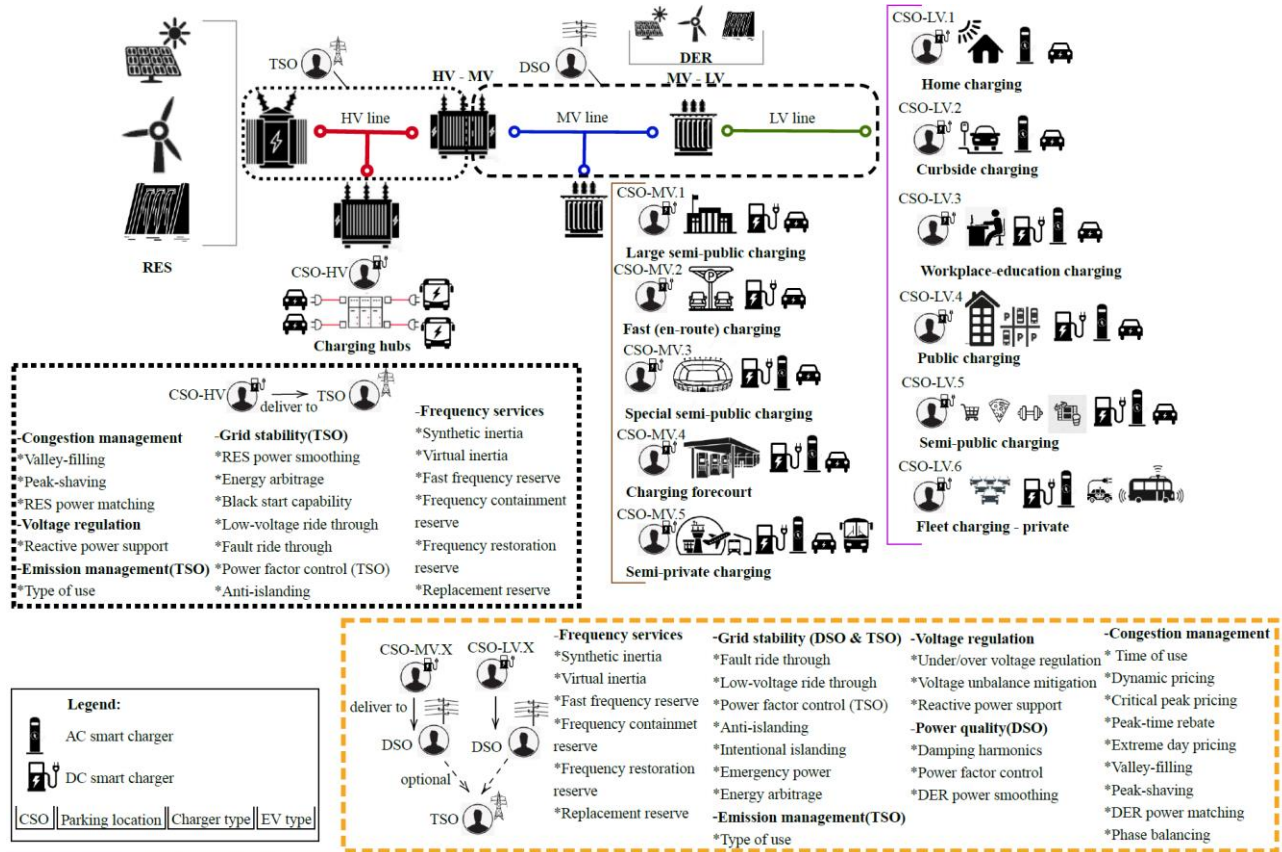 TSO
HV - MV
DSO
DER
MV - LV
HV line
MV line
LV line
RES
CSO-HV
Charging hubs
CSO-MV.1
Large semi-public charging
CSO-MV.2
P
Fast (en-route) charging
CSO-MV.3
Special semi-public charging
CSO-MV.4
Charging forecourt
CSO-MV.5
Semi-private charging
CSO-LV.1
Home charging
CSO-LV.2
Curbside charging
CSO-LV.3
Workplace-education charging
CSO-LV.4
P
P P
Public charging
CSO-LV.5
Semi-public charging
CSO-LV.6
Fleet charging - private
CSO-HV
deliver to
TSO
-Congestion management
*Valley-filling
*Peak-shaving
*RES power matching
-Voltage regulation
*Reactive power support
-Emission management(TSO)
*Type of use
-Grid stability(TSO)
*RES power smoothing
*Energy arbitrage
*Black start capability
*Low-voltage ride through
*Fault ride through
*Power factor control (TSO)
*Anti-islanding
-Frequency services
*Synthetic inertia
*Virtual inertia
*Fast frequency reserve
*Frequency containment
reserve
*Frequency restoration
reserve
*Replacement reserve
Legend:
AC smart charger
DC smart charger
CSO Parking location Charger type EV type
CSO-MV.X
CSO-LV.X
deliver to
DSO
DSO
optional
TSO
-Frequency services
*Synthetic inertia
*Virtual inertia
*Fast frequency reserve
*Frequency containmet
reserve
*Frequency restoration
reserve
*Replacement reserve
-Grid stability (DSO & TSO)
*Fault ride through
*Low-voltage ride through
*Power factor control (TSO)
*Anti-islanding
*Intentional islanding
*Emergency power
*Energy arbitrage
-Emission management(TSO)
*Type of use
-Voltage regulation
*Under/over voltage regulation
*Voltage unbalance mitigation
*Reactive power support
-Power quality(DSO)
*Damping harmonics
*Power factor control
*DER power smoothing
-Congestion management
* Time of use
*Dynamic pricing
*Critical peak pricing
*Peak-time rebate
*Extreme day pricing
*Valley-filling
*Peak-shaving
*DER power matching
*Phase balancing